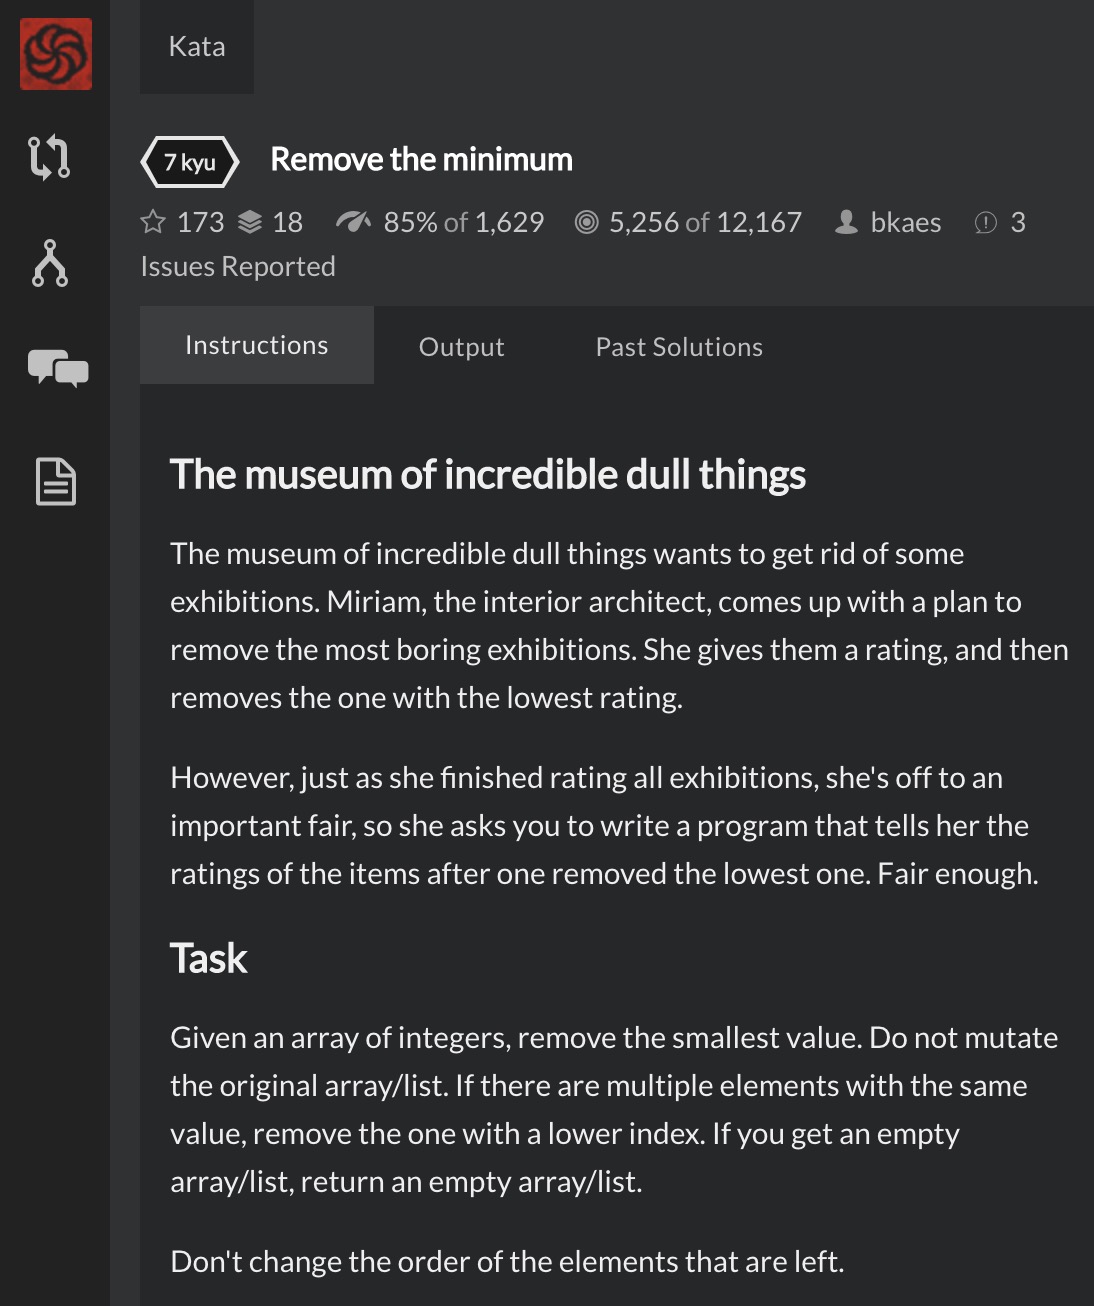 Kata
7 kyu Remove the minimum
173 18 85% of 1,629 5,256 of 12,167 bkaes 3
Issues Reported
Instructions Output Past Solutions
The museum of incredible dull things
The museum of incredible dull things wants to get rid of some
exhibitions. Miriam, the interior architect, comes up with a plan to
remove the most boring exhibitions. She gives them a rating, and then
removes the one with the lowest rating.
However, just as she finished rating all exhibitions, she's off to an
important fair, so she asks you to write a program that tells her the
ratings of the items after one removed the lowest one. Fair enough.
Task
Given an array of integers, remove the smallest value. Do not mutate
the original array/list. If there are multiple elements with the same
value, remove the one with a lower index. If you get an empty
array/list, return an empty array/list.
Don't change the order of the elements that are left.